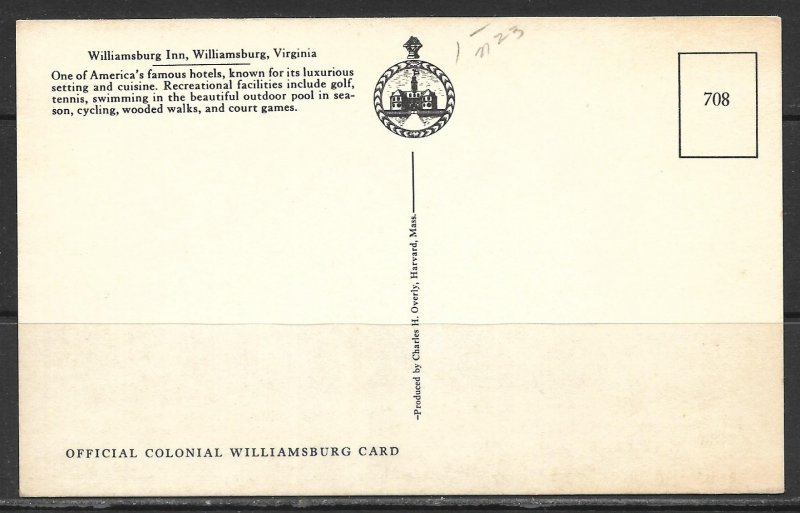 Williamsburg Inn, Williamsburg, Virginia
One of America's famous hotels, known for its luxurious
setting and cuisine. Recreational facilities include golf,
tennis, swimming in the beautiful outdoor pool in sea-
son, cycling, wooded walks, and court games.
708
—Produced by Charles H. Overly, Harvard, Mass.—
OFFICIAL COLONIAL WILLIAMSBURG CARD